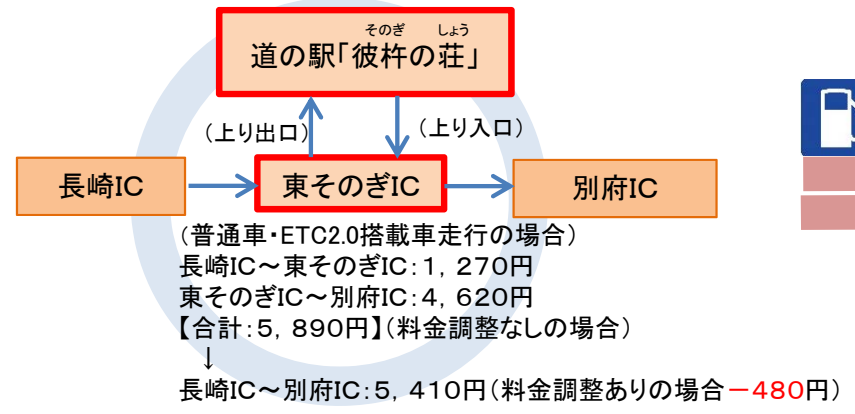 そのぎ しょう
道の駅「彼杵の荘」
(上り出口)
(上り入口)
長崎IC
東そのぎIC
別府IC
(普通車・ETC2.0搭載車走行の場合)
長崎IC～東そのぎIC:1,270円
東そのぎIC～別府IC:4,620円
【合計:5,890円】(料金調整なしの場合)
↓
長崎IC～別府IC:5,410円(料金調整ありの場合－480円)